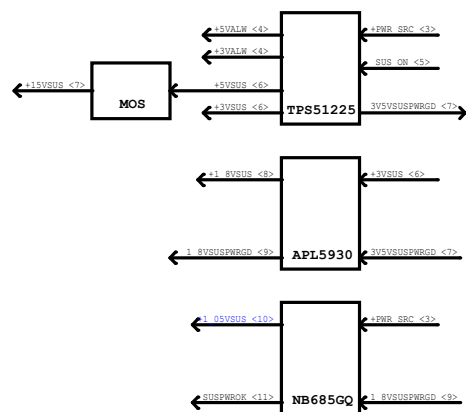 +5VALW <4>
+PWR SRC <3>
+3VALW <4>
SUS ON <5>
+15VSUS <7>
MOS
+5VSUS <6>
+3VSUS <6>
TPS51225
3V5VSUSPWRGD <7>
+1 8VSUS <8>
+3VSUS <6>
1 8VSUSPWRGD <9>
APL5930
3V5VSUSPWRGD <7>
+1 05VSUS <10>
+PWR SRC <3>
SUSPWROK <11>
NB685GQ
1 8VSUSPWRGD <9>